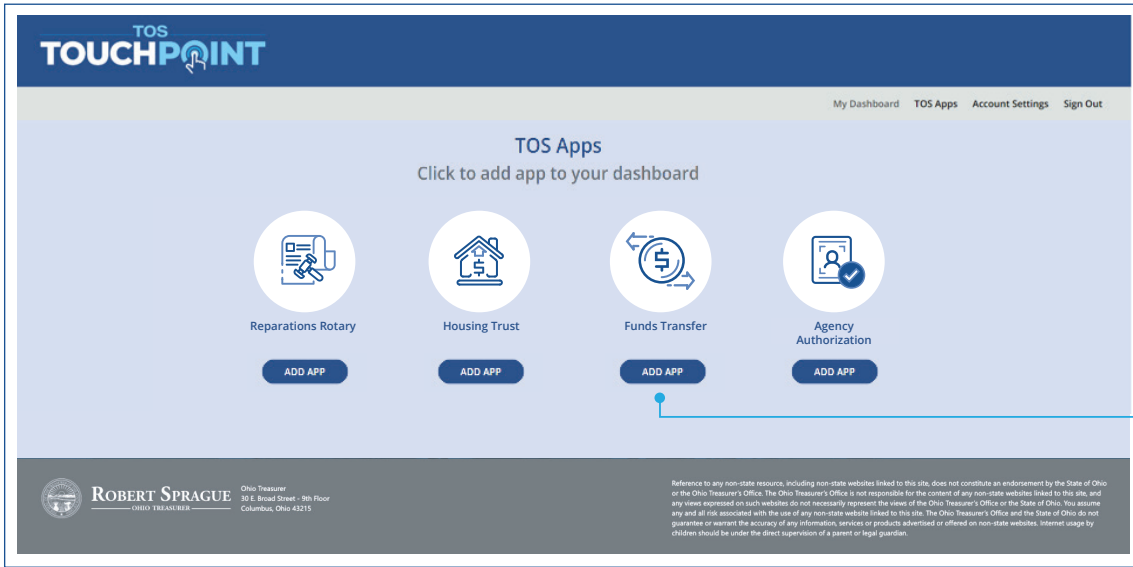 TOS
TOUCHPOINT
My Dashboard TOS Apps Account Settings Sign Out
TOS Apps
Click to add app to your dashboard
Reparations Rotary
Housing Trust
Funds Transfer
Agency
Authorization
ADD APP
ADD APP
ADD APP
ADD APP
ROBERT SPRAGUE
OHIO TREASURER
Ohio Treasurer
30 E. Broad Street - 9th Floor
Columbus, Ohio 43215
Reference to any non-state resource, including non-state websites linked to this site, does not constitute an endorsement by the State of Ohio
or the Ohio Treasurer's Office. The Ohio Treasurer's Office is not responsible for the content of any non-state websites linked to this site, and
any views expressed on such websites do not necessarily represent the views of the Ohio Treasurer's Office or the State of Ohio. You assume
any and all risk associated with the use of any non-state website linked to this site. The Ohio Treasurer's Office and the State of Ohio do not
guarantee or warrant the accuracy of any information, services or products advertised or offered on non-state websites. Internet usage by
children should be under the direct supervision of a parent or legal guardian.